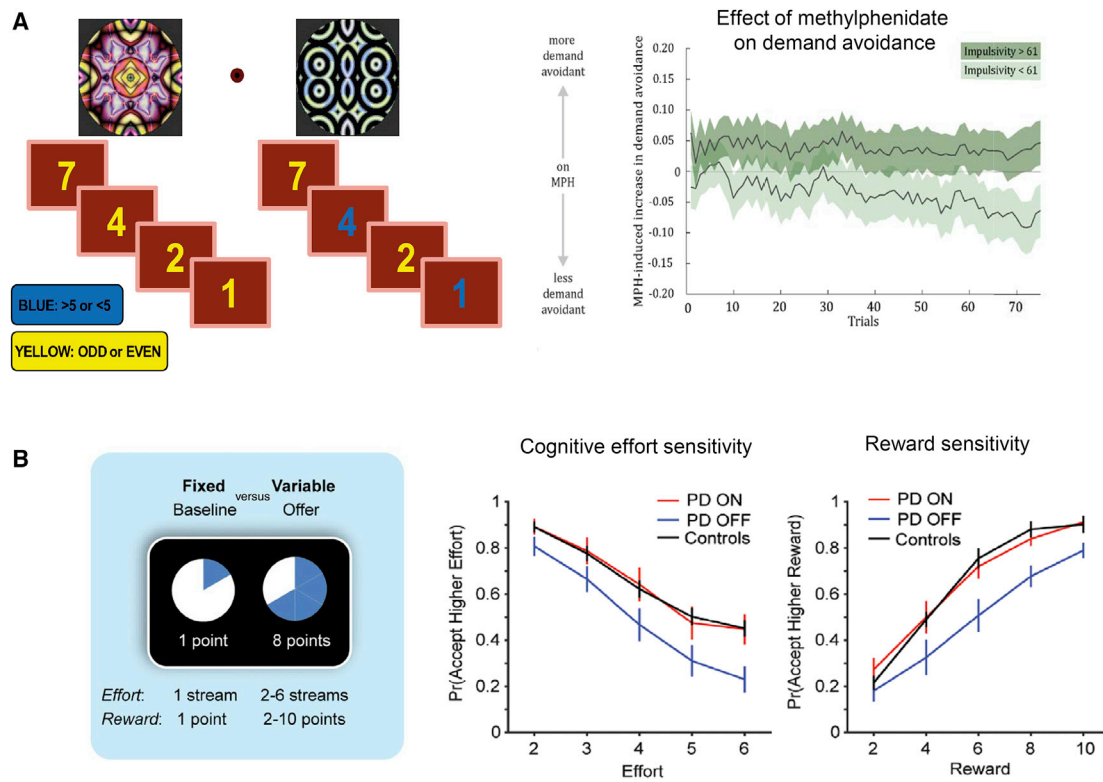 A
7
4
2
1
7
4
2
1
BLUE: >5 or <5
YELLOW: ODD or EVEN
more
demand
avoidant
on
MPH
less
demand
avoidant
Effect of methylphenidate
on demand avoidance
MPH-induced increase in demand avoidance
0.20
0.15
0.10
0.05
0
-0.05
-0.10
-0.15
-0.20
Impulsivity > 61
Impulsivity < 61
0 10 20 30 40 50 60 70
Trials
B
Fixed versus Variable
Baseline Offer
1 point 8 points
Effort: 1 stream 2-6 streams
Reward: 1 point 2-10 points
Cognitive effort sensitivity
Pr(Accept Higher Effort)
1
0.8
0.6
0.4
0.2
0
PD ON
PD OFF
Controls
2 3 4 5 6
Effort
Reward sensitivity
Pr(Accept Higher Reward)
1
0.8
0.6
0.4
0.2
0
PD ON
PD OFF
Controls
2 4 6 8 10
Reward